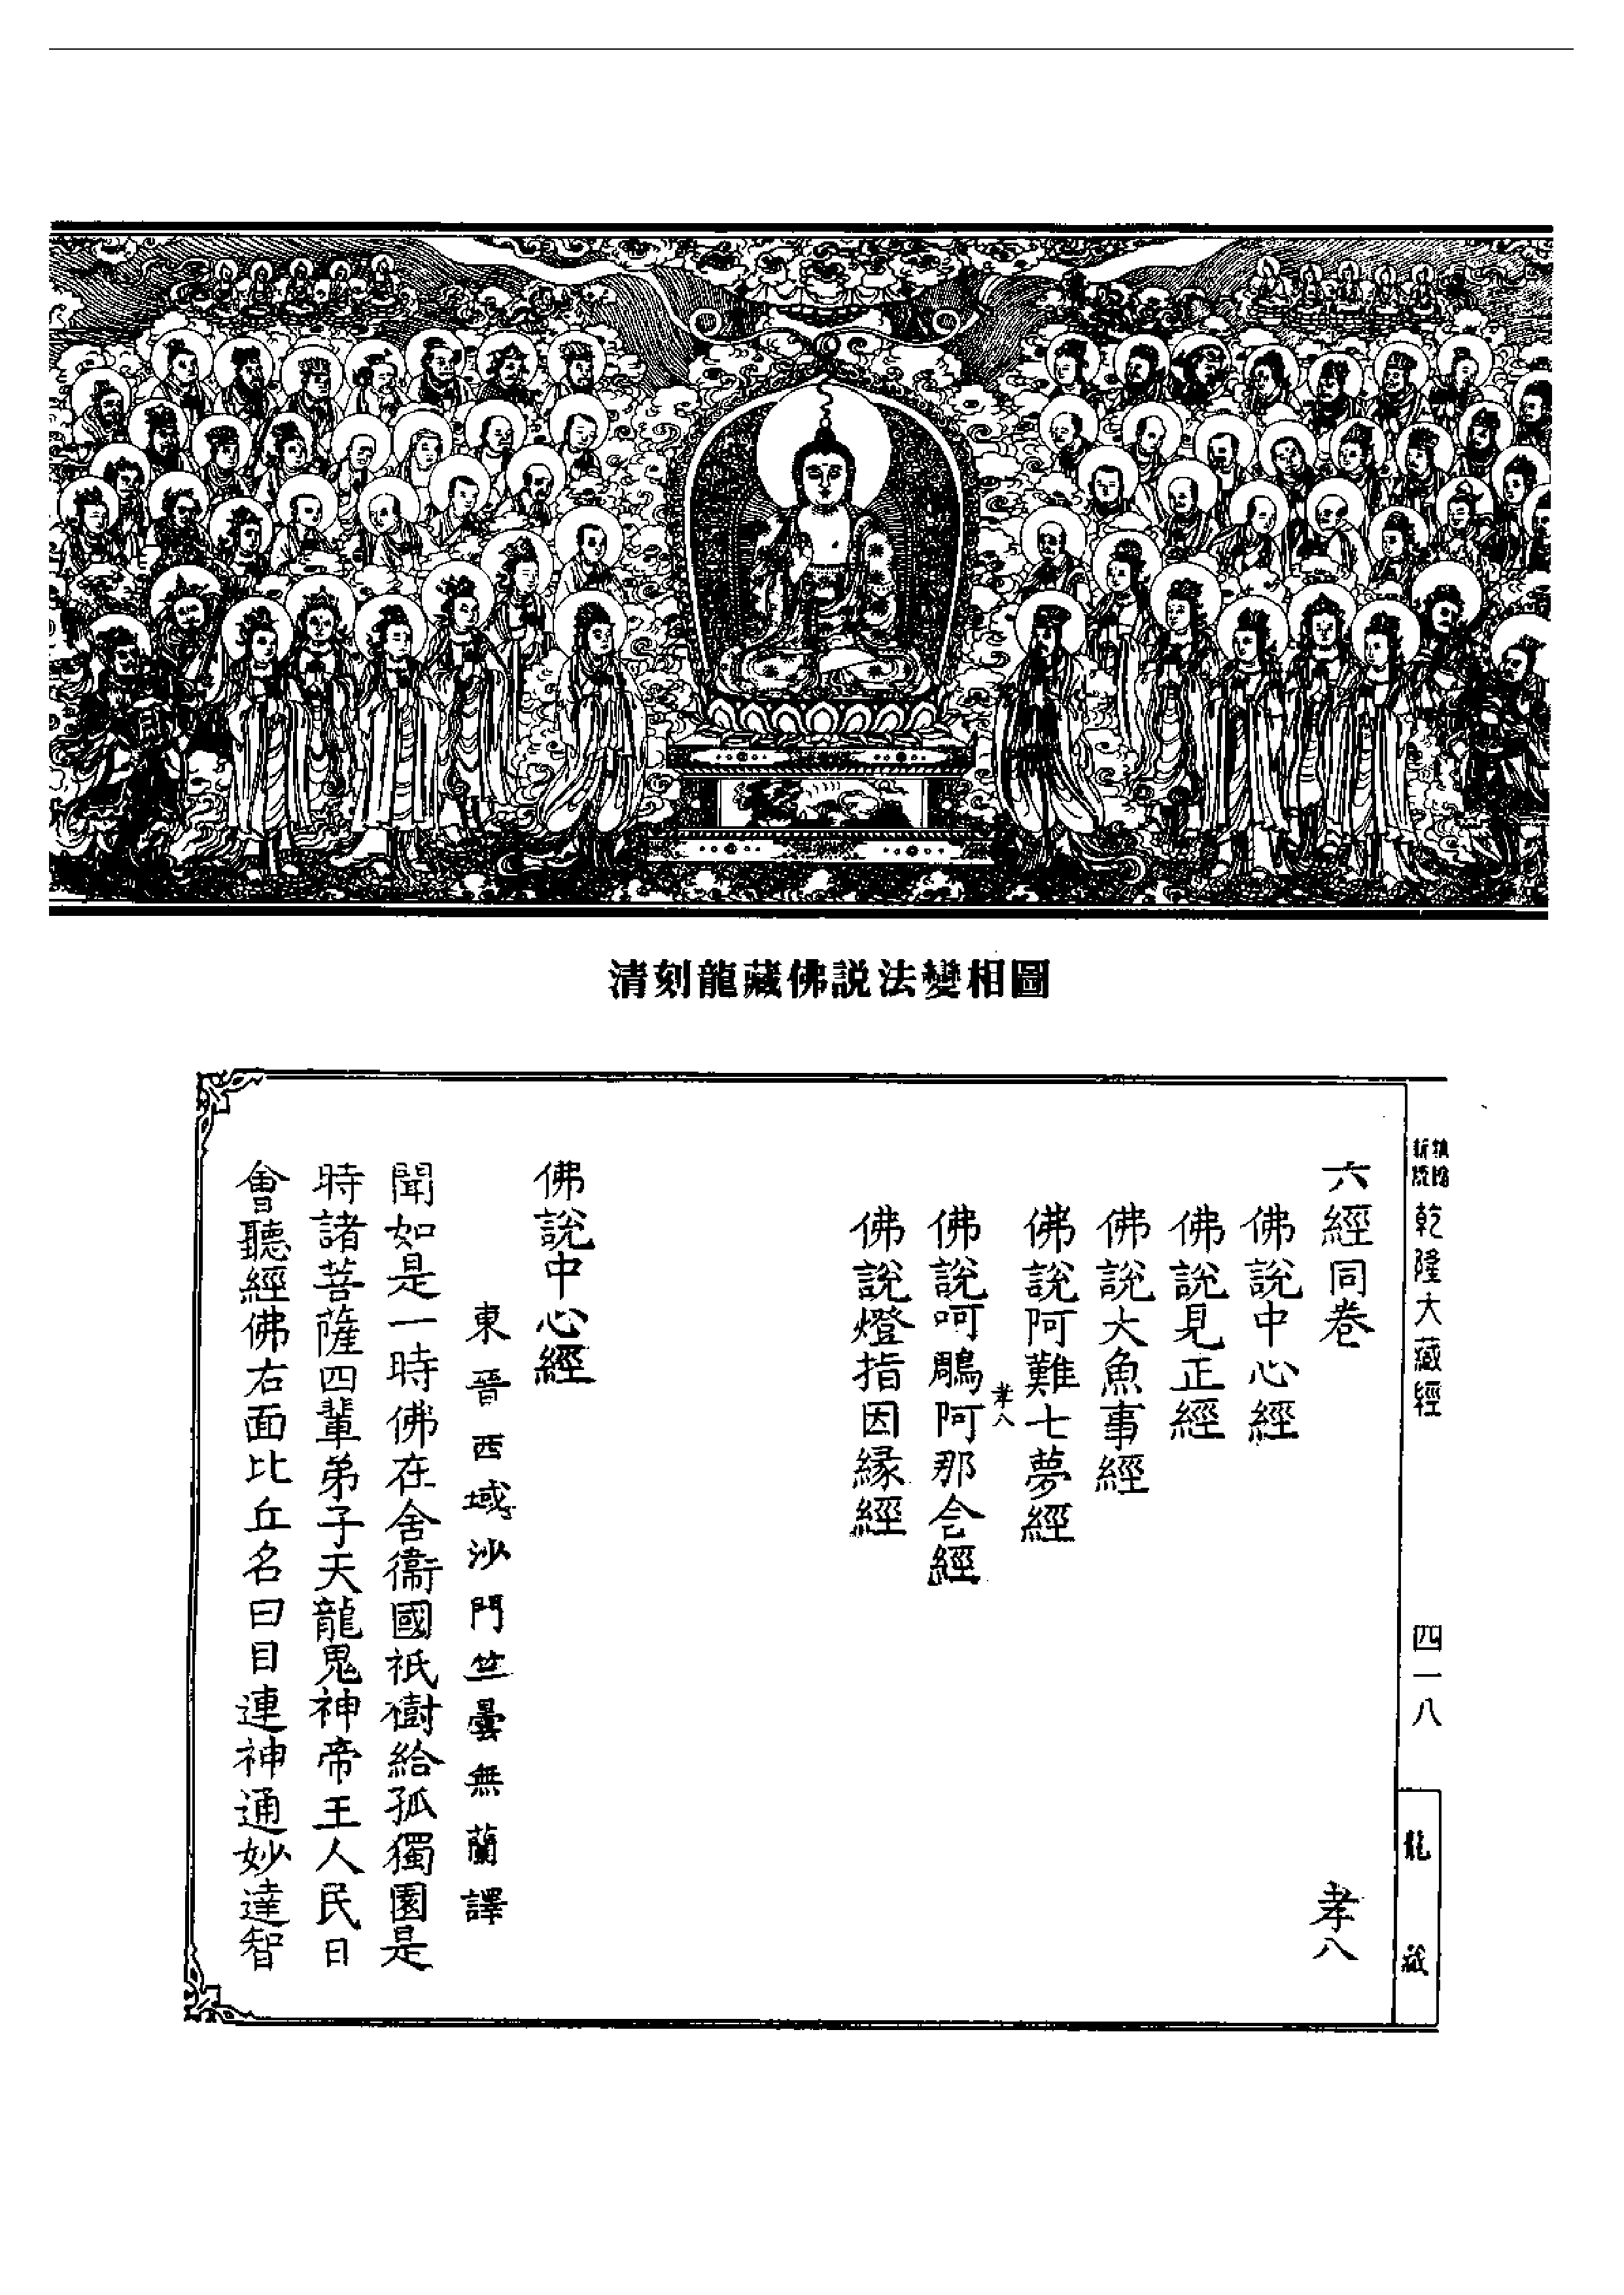 清刻龍藏佛説法變相圖
乾隆大藏經
四一八
龍藏
六經同卷
孝八
佛說中心經
佛說見正經
佛說大魚事經
佛說阿難七夢經
孝八
佛說呵鵰阿那含經
佛說燈指因緣經
佛說中心經
東晉西域沙門竺曇無蘭譯
聞如是一時佛在舍衞國祇樹給孤獨園是
時諸菩薩四輩弟子天龍鬼神帝王人民日
會聽經佛右面比丘名曰目連神通妙達智